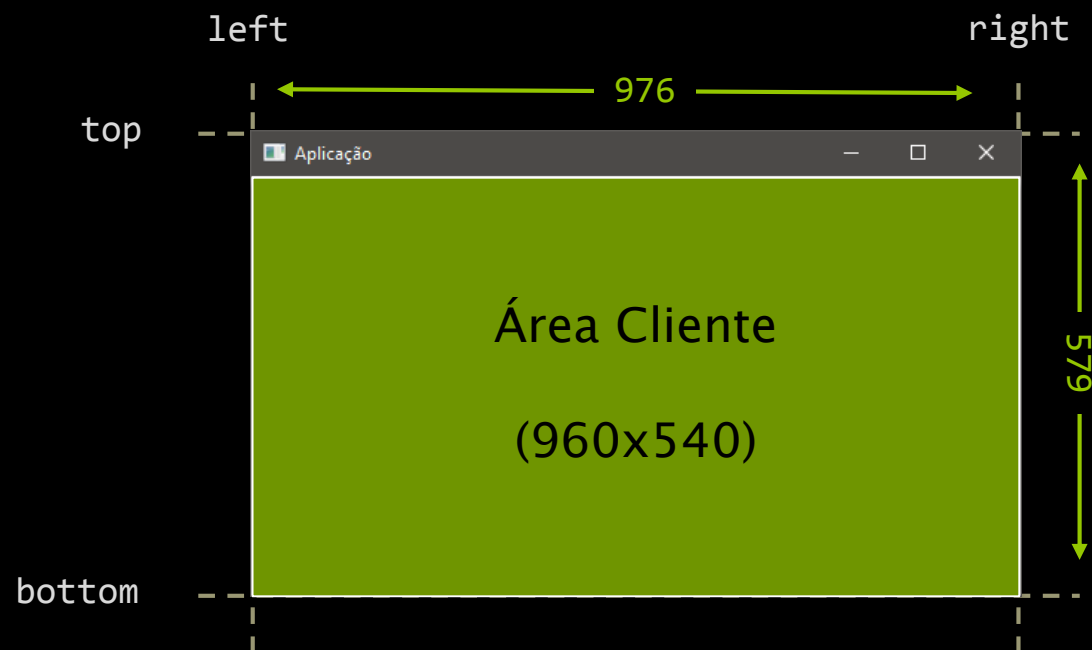 left
right
976
top
Aplicação
Área Cliente
579
(960x540)
bottom